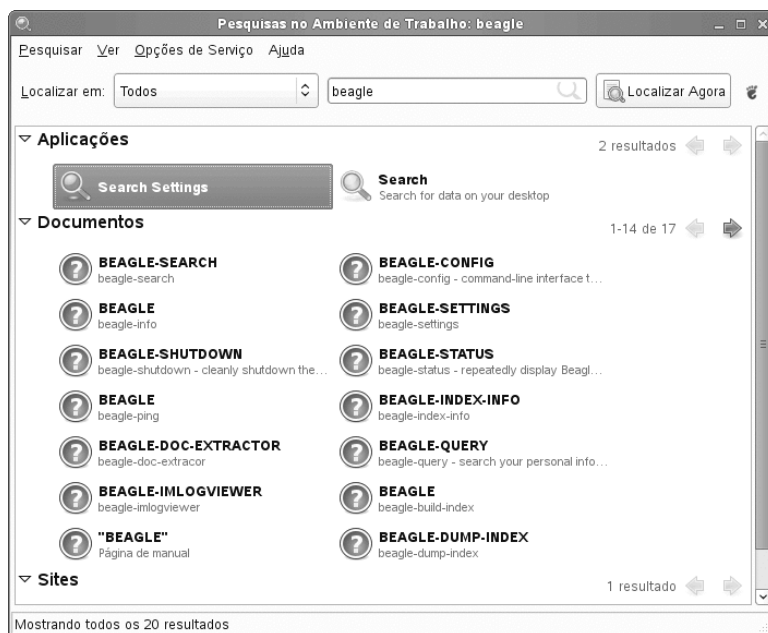 Pesquisas no Ambiente de Trabalho: beagle
Pesquisar Ver Opções de Serviço Ajuda
Localizar em: Todos beagle Localizar Agora
Aplicações 2 resultados
Search Settings
Search
Search for data on your desktop
Documentos 1-14 de 17
BEAGLE-SEARCH
beagle-search
BEAGLE-CONFIG
beagle-config - command-line interface t...
BEAGLE
beagle-info
BEAGLE-SETTINGS
beagle-settings
BEAGLE-SHUTDOWN
beagle-shutdown - cleanly shutdown the...
BEAGLE-STATUS
beagle-status - repeatedly display Beagl...
BEAGLE
beagle-ping
BEAGLE-INDEX-INFO
beagle-index-info
BEAGLE-DOC-EXTRACTOR
beagle-doc-extracor
BEAGLE-QUERY
beagle-query - search your personal info...
BEAGLE-IMLOGVIEWER
beagle-imlogviewer
BEAGLE
beagle-build-index
"BEAGLE"
Página de manual
BEAGLE-DUMP-INDEX
beagle-dump-index
Sites 1 resultado
Mostrando todos os 20 resultados